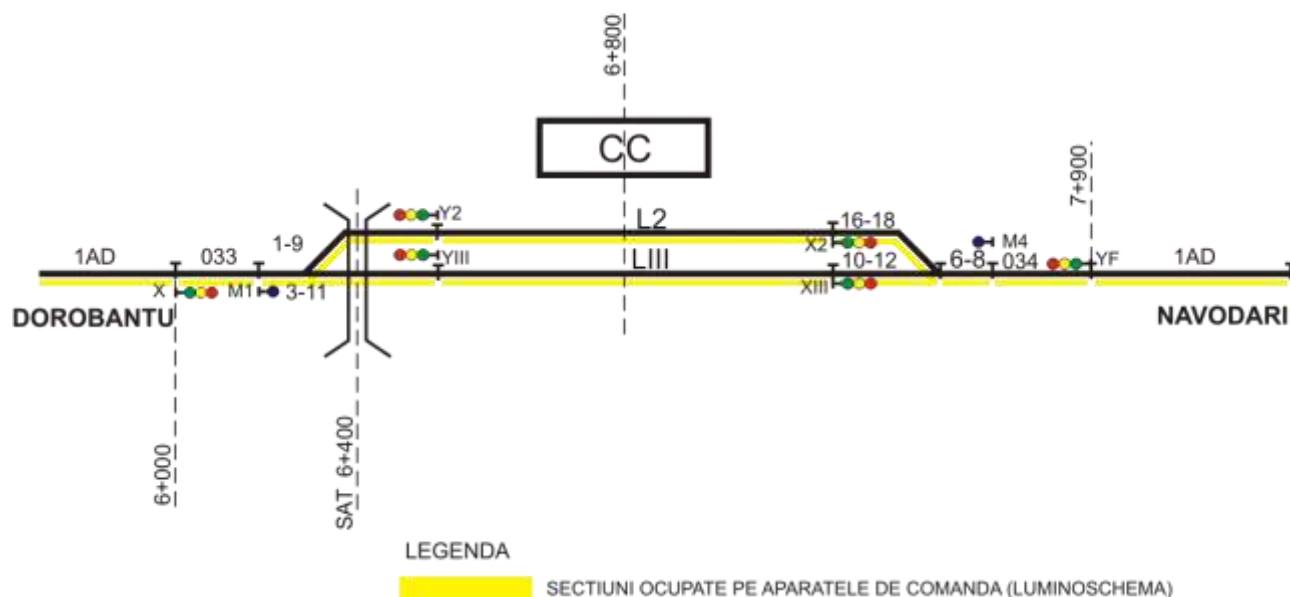 6+800
CC
7+900
Y2
L2
16-18
1-9
X2
M4
1AD
033
YIII
LIII
10-12
6-8
034
YF
1AD
X
M1
3-11
XIII
DOROBANTU
NAVODARI
6+000
SAT 6+400
LEGENDA
SECTIUNI OCUPATE PE APARATELE DE COMANDA (LUMINOSCHEMA)